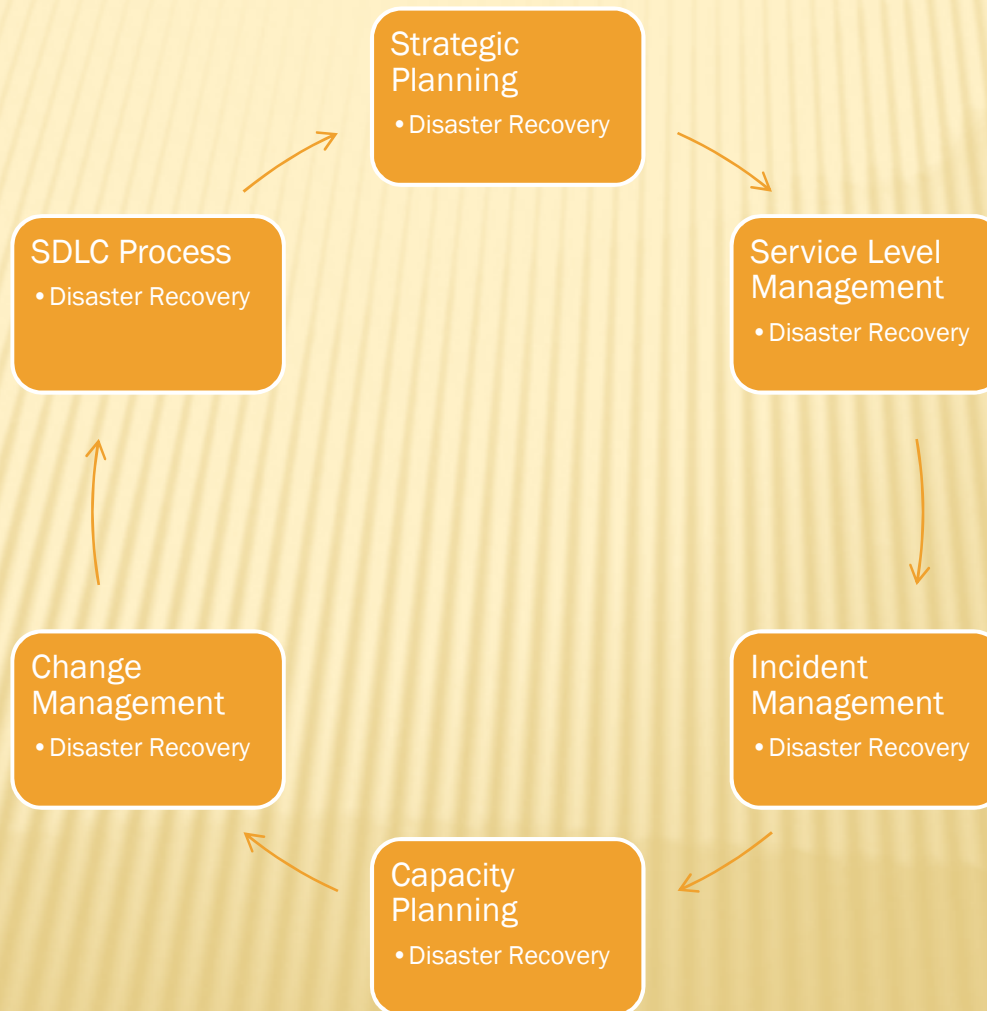 Strategic
Planning
• Disaster Recovery
Service Level
Management
• Disaster Recovery
Incident
Management
• Disaster Recovery
Capacity
Planning
• Disaster Recovery
Change
Management
• Disaster Recovery
SDLC Process
• Disaster Recovery